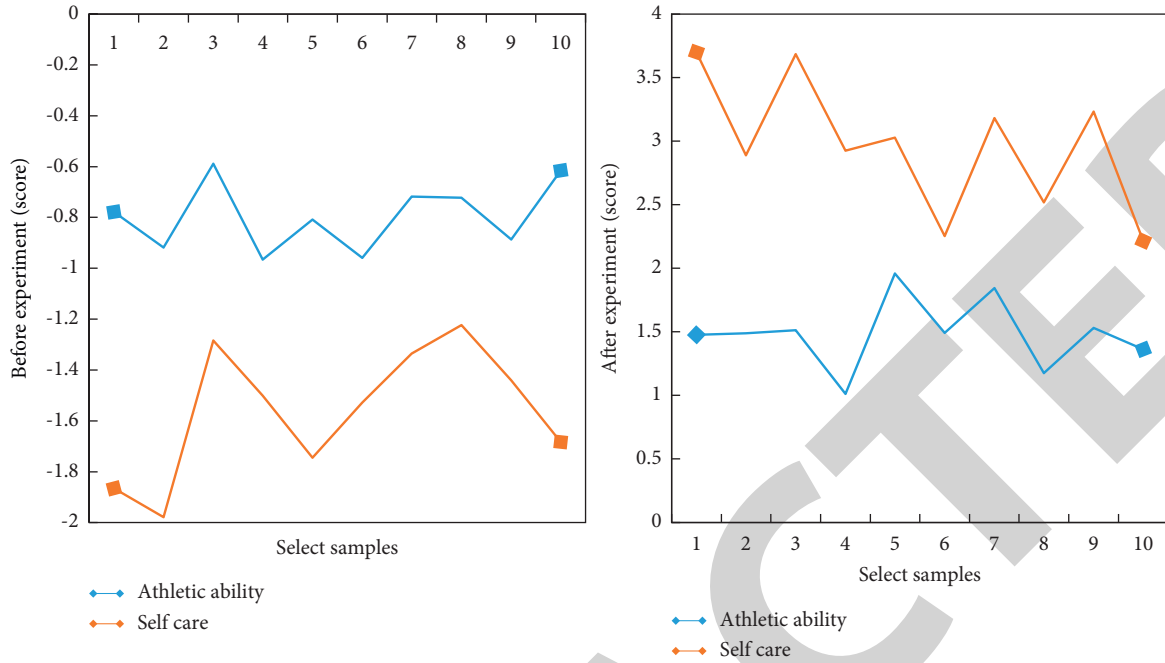 Before experiment (score)
0
-0.2
-0.4
-0.6
-0.8
-1
-1.2
-1.4
-1.6
-1.8
-2
1 2 3 4 5 6 7 8 9 10
Select samples
Athletic ability
Self care
After experiment (score)
4
3.5
3
2.5
2
1.5
1
0.5
0
1 2 3 4 5 6 7 8 9 10
Select samples
Athletic ability
Self care
CTE